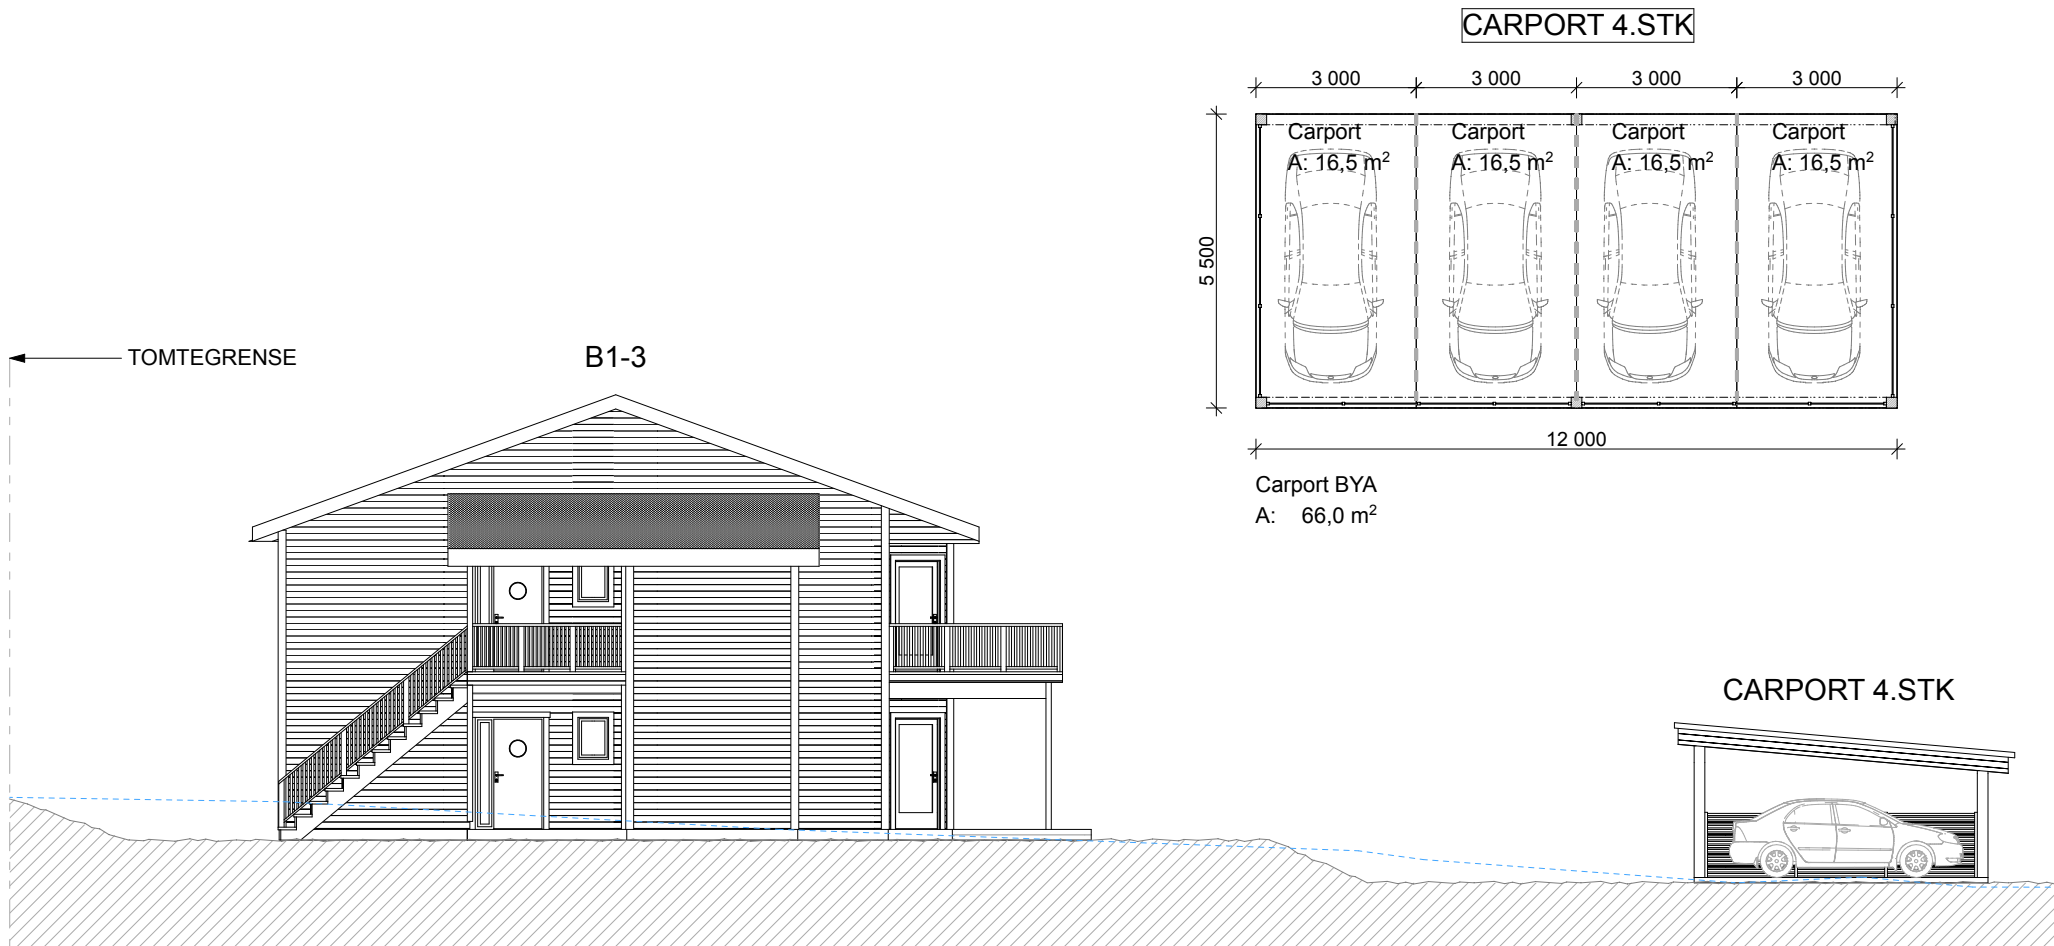 CARPORT 4.STK
3 000
3 000
3 000
3 000
5 500
Carport
A: 16,5 m²
Carport
A: 16,5 m²
Carport
A: 16,5 m²
Carport
A: 16,5 m²
12 000
Carport BYA
A: 66,0 m²
TOMTEGRENSE
B1-3
CARPORT 4.STK